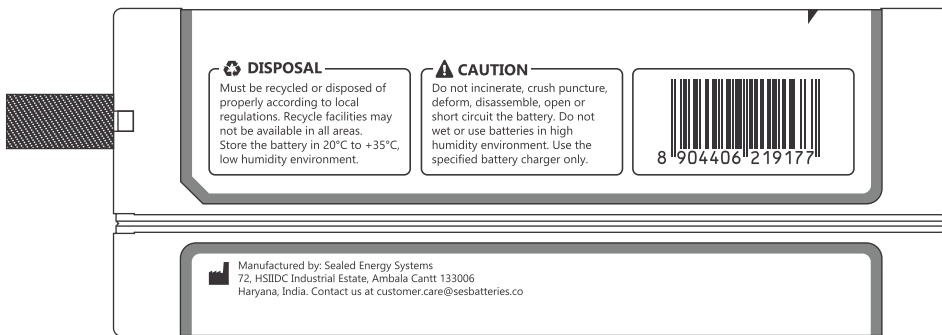 DISPOSAL
Must be recycled or disposed of
properly according to local
regulations. Recycle facilities may
not be available in all areas.
Store the battery in 20°C to +35°C,
low humidity environment.
CAUTION
Do not incinerate, crush puncture,
deform, disassemble, open or
short circuit the battery. Do not
wet or use batteries in high
humidity environment. Use the
specified battery charger only.
8 904406 219177
Manufactured by: Sealed Energy Systems
72, HSIIDC Industrial Estate, Ambala Cantt 133006
Haryana, India. Contact us at customer.care@sesbatteries.co